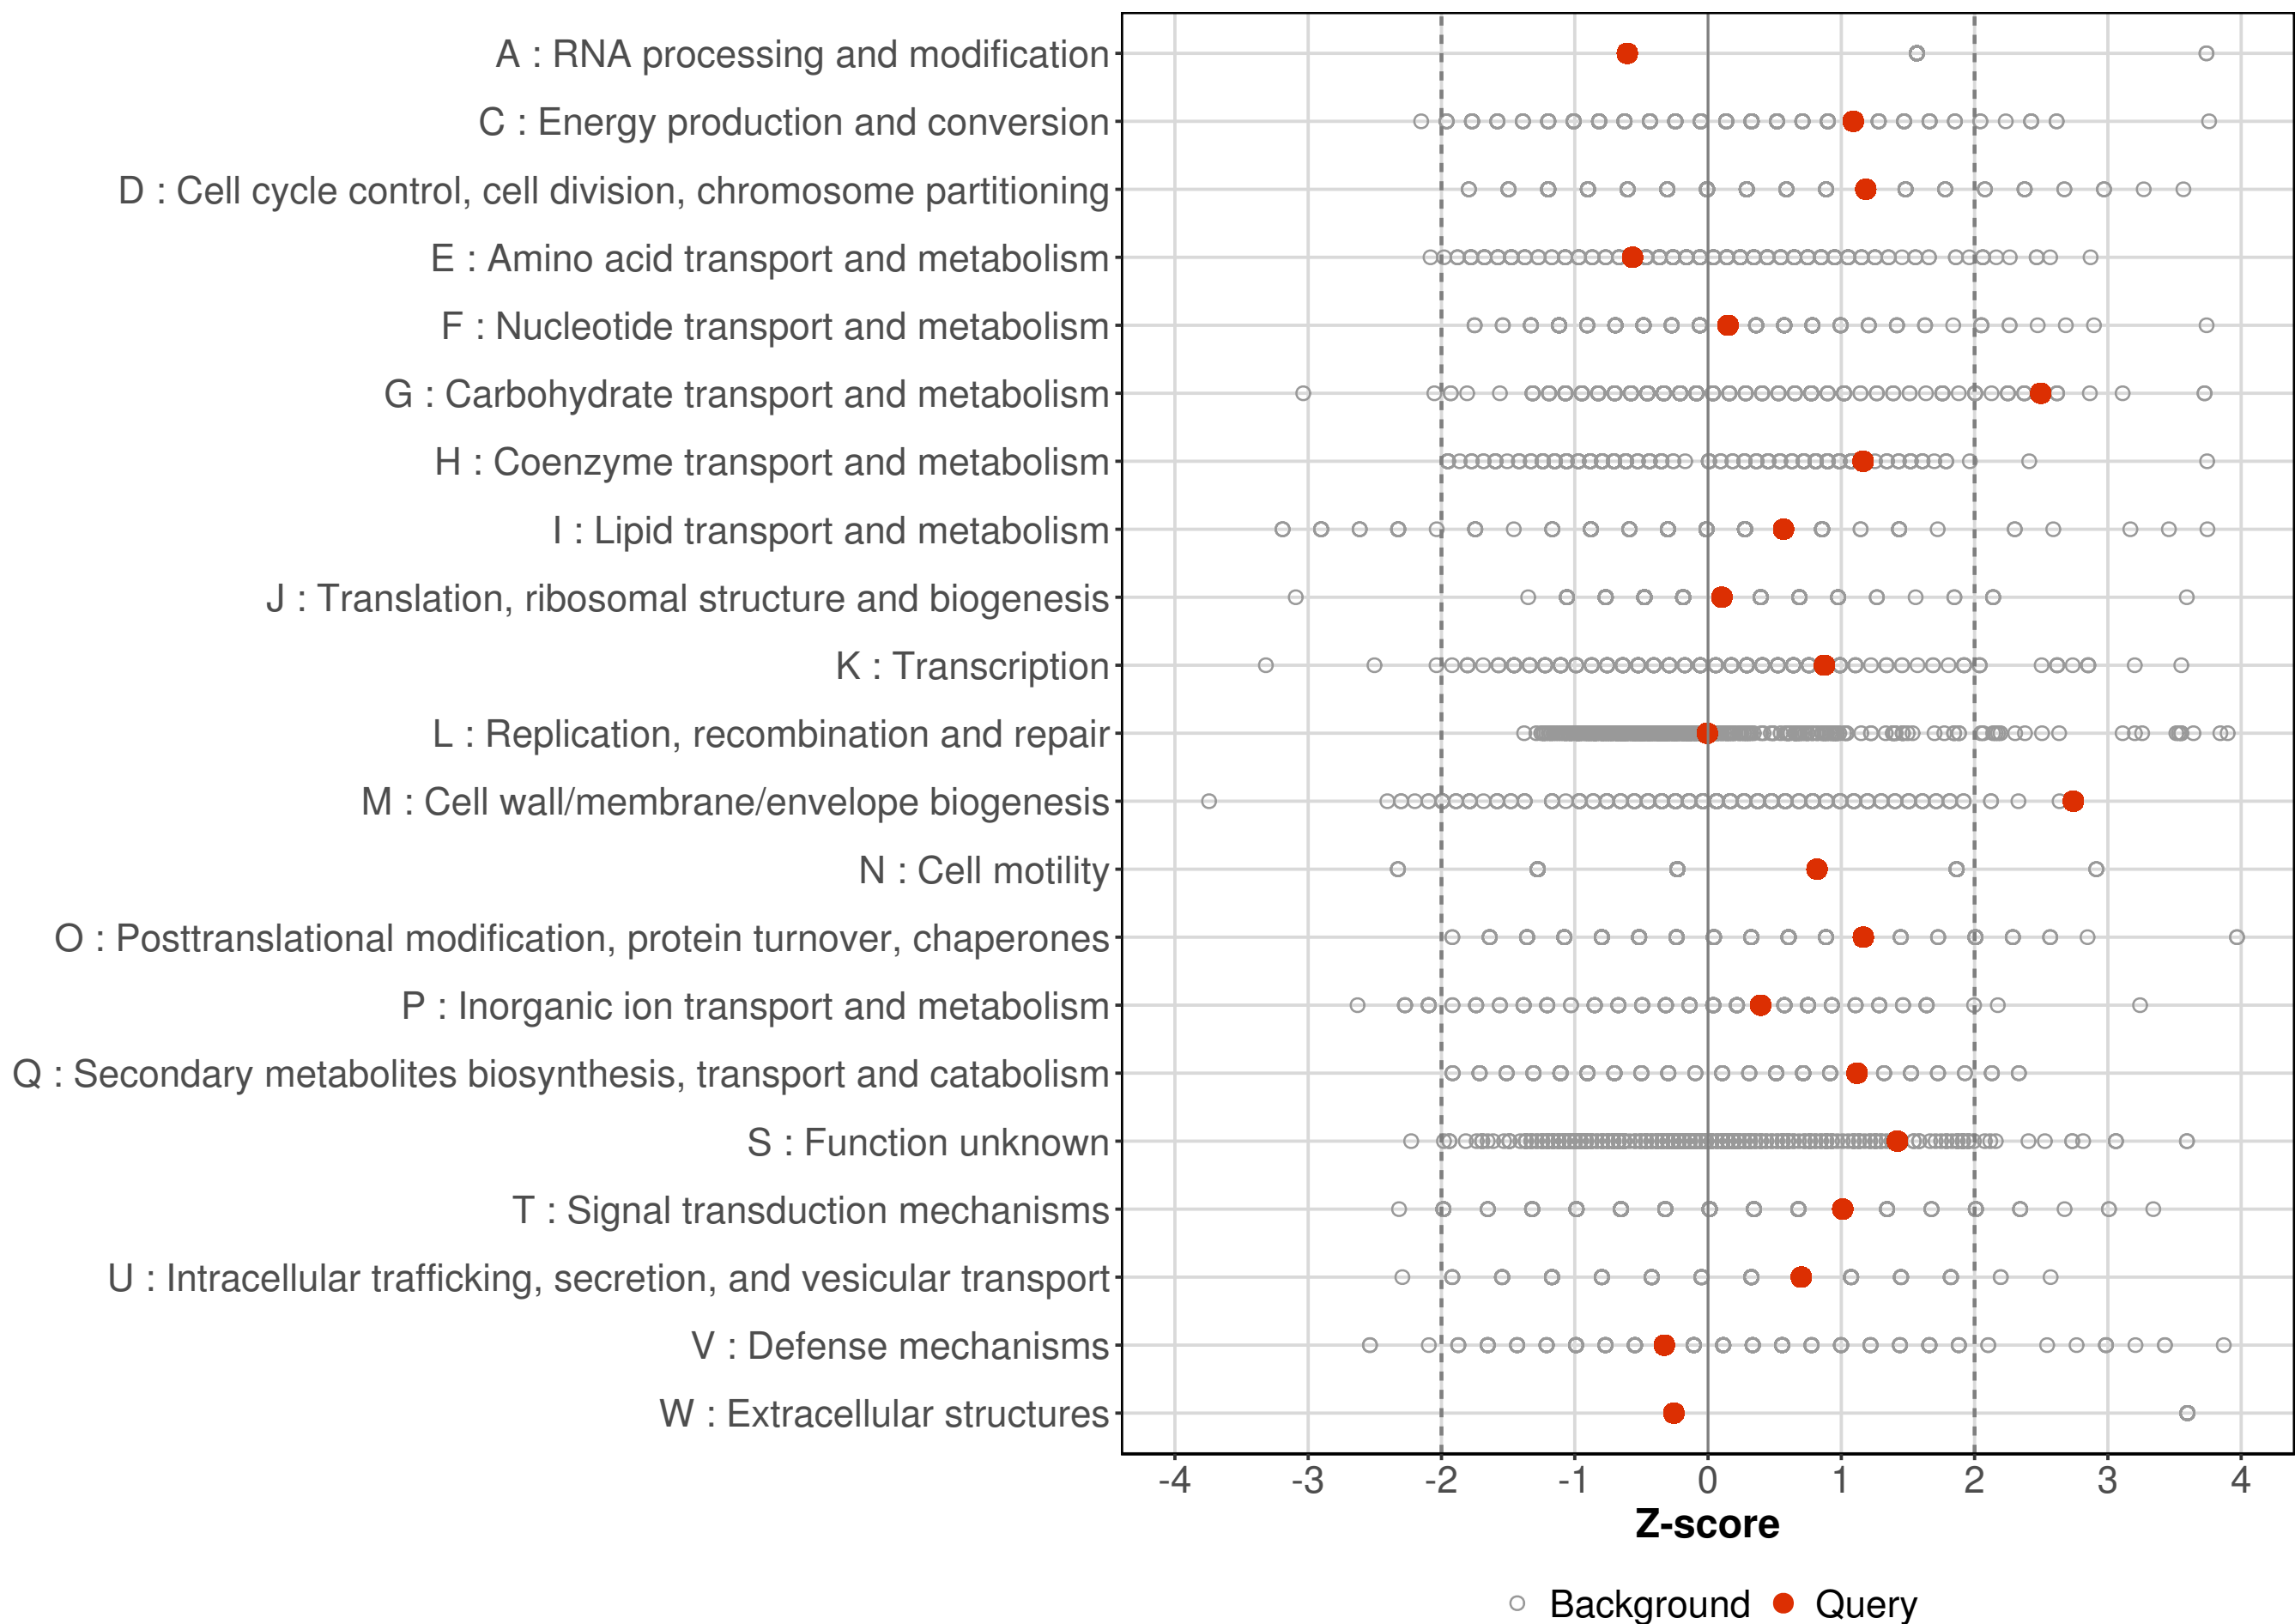 A : RNA processing and modification
C : Energy production and conversion
D : Cell cycle control, cell division, chromosome partitioning
E : Amino acid transport and metabolism
F : Nucleotide transport and metabolism
G : Carbohydrate transport and metabolism
H : Coenzyme transport and metabolism
I : Lipid transport and metabolism
J : Translation, ribosomal structure and biogenesis
K : Transcription
L : Replication, recombination and repair
M : Cell wall/membrane/envelope biogenesis
N : Cell motility
O : Posttranslational modification, protein turnover, chaperones
P : Inorganic ion transport and metabolism
Q : Secondary metabolites biosynthesis, transport and catabolism
S : Function unknown
T : Signal transduction mechanisms
U : Intracellular trafficking, secretion, and vesicular transport
V : Defense mechanisms
W : Extracellular structures
-4 -3 -2 -1 0 1 2 3 4
Z-score
Background Query